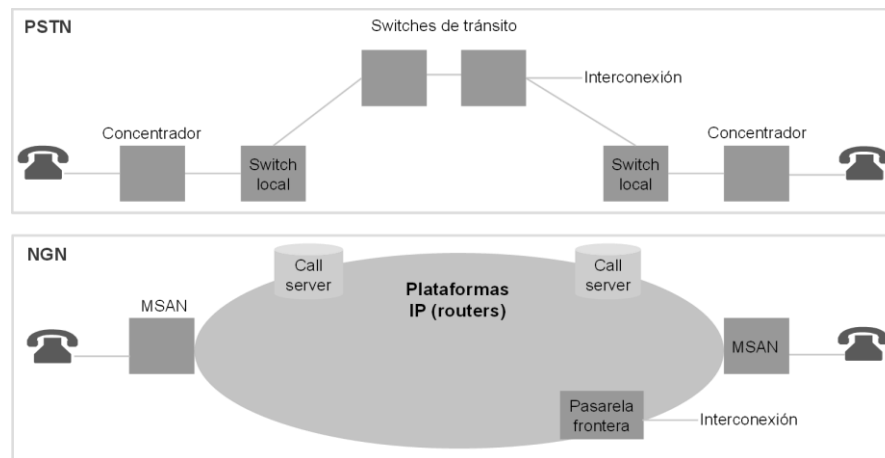 PSTN
Switches de tránsito
Interconexión
Concentrador
Concentrador
Switch
local
Switch
local
NGN
Call
server
Call
server
Plataformas
IP (routers)
MSAN
MSAN
Pasarela
frontera
Interconexión